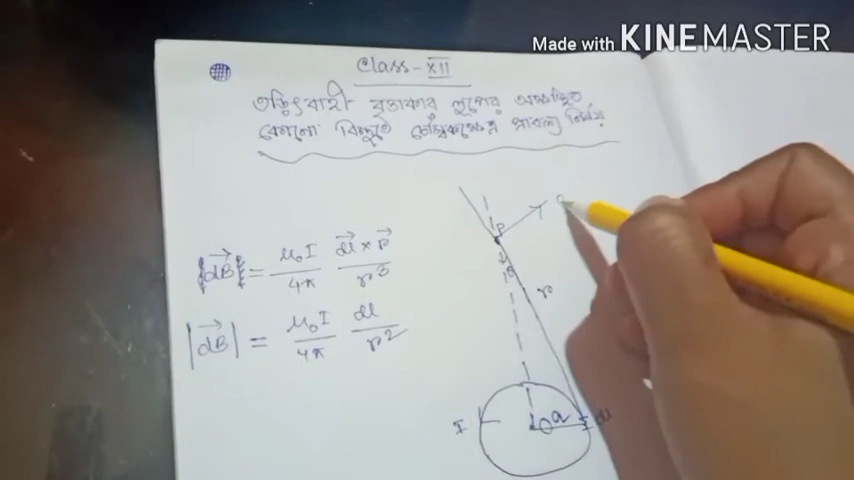 Made with KINEMASTER
Class-XII
তড়িৎবাহী বৃত্তাকার লুপের অক্ষস্থিত
কোনো বিন্দুতে চৌম্বকক্ষেত্র প্রাবল্য নির্ণয়
{dB→} = μ₀I/4π dl→ × r→/r³
|dB→| = μ₀I/4π dl/r²
P
θ
r
I
O a dl